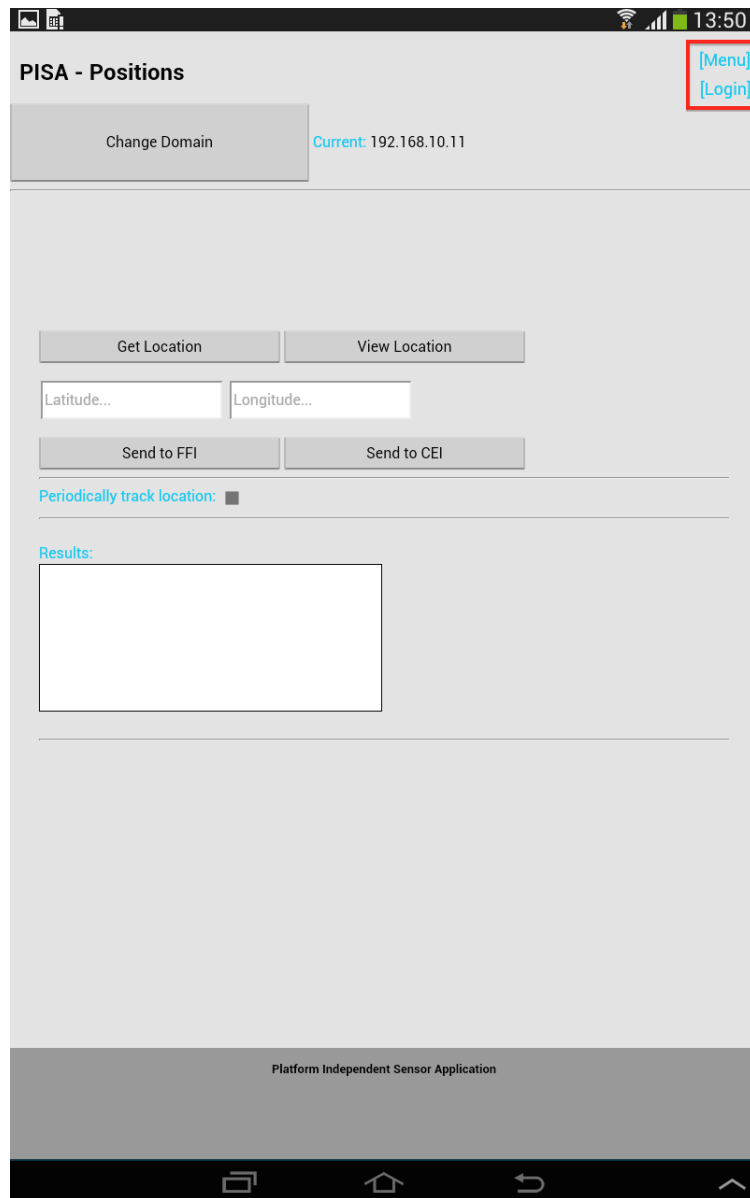 13:50
PISA - Positions
[Menu]
[Login]
Change Domain
Current: 192.168.10.11
Get Location
View Location
Latitude...
Longitude...
Send to FFI
Send to CEI
Periodically track location:
Results:
Platform Independent Sensor Application